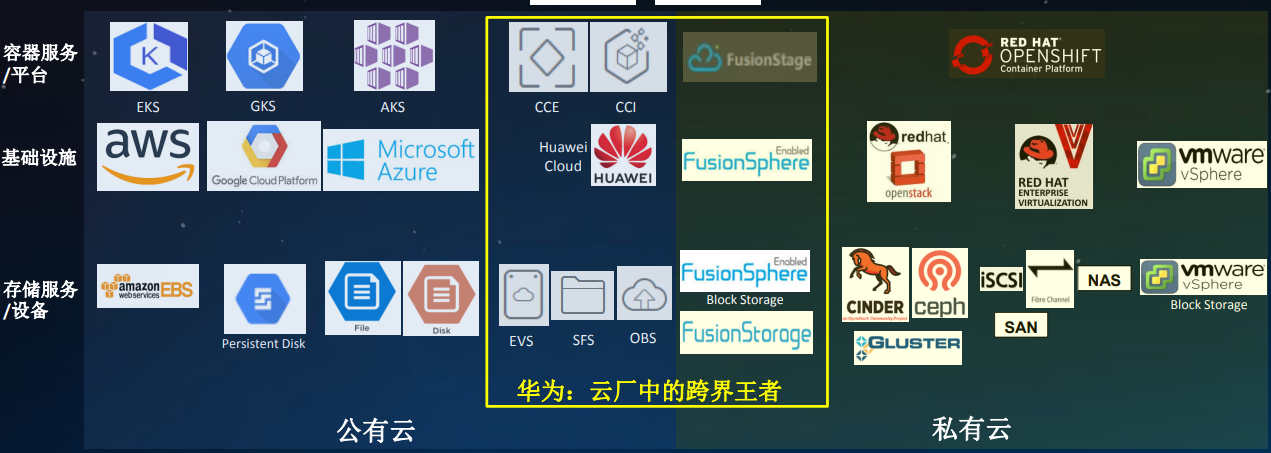 容器服务
/平台
EKS
GKS
AKS
CCE
CCI
FusionStage
RED HAT
OPENSHIFT
Container Platform
基础设施
aws
Google Cloud Platform
Microsoft
Azure
Huawei
Cloud
HUAWEI
Enabled
FusionSphere
redhat
openstack
RED HAT
ENTERPRISE
VIRTUALIZATION
vmware
vSphere
存储服务
/设备
amazon
webservices
EBS
Persistent Disk
File
Disk
EVS
SFS
OBS
Enabled
FusionSphere
Block Storage
FusionStorage
CINDER
ceph
iSCSI
Fibre Channel
NAS
SAN
GLUSTER
vmware
vSphere
Block Storage
华为：云厂中的跨界王者
公有云
私有云